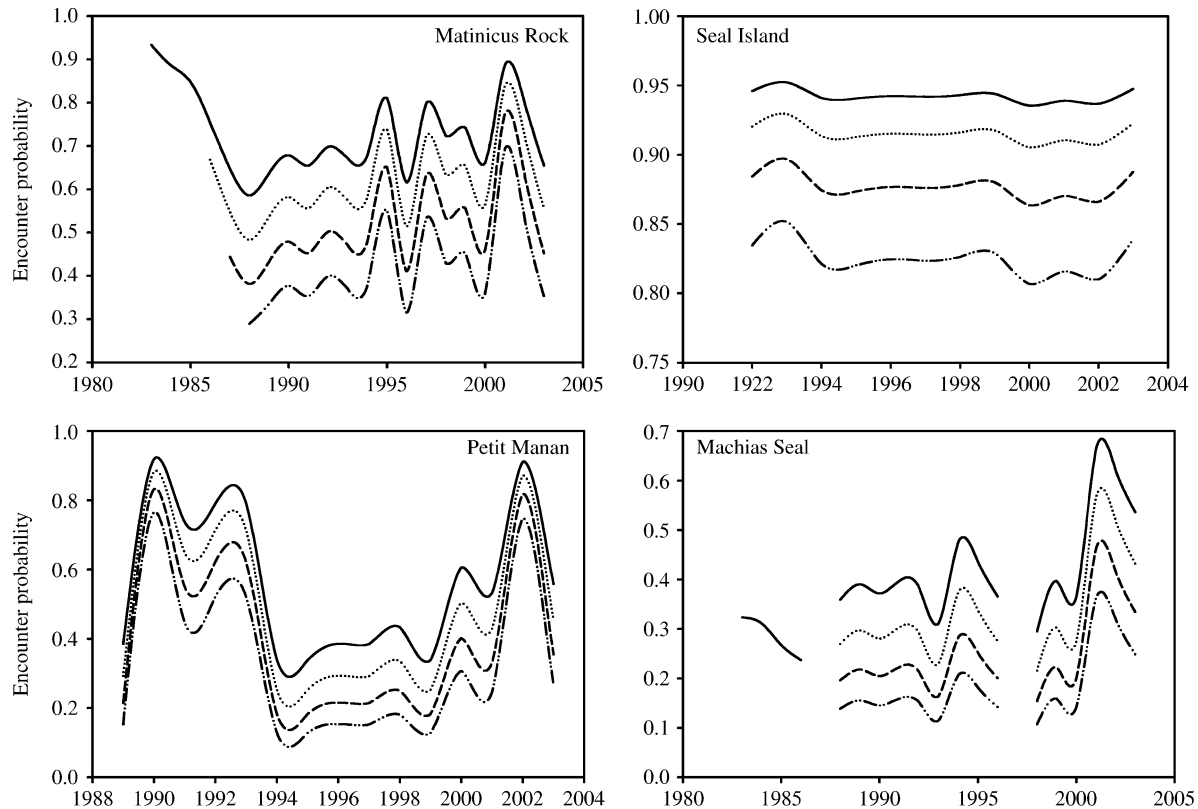 Matinicus Rock
Encounter probability
1.0
0.9
0.8
0.7
0.6
0.5
0.4
0.3
0.2
1980 1985 1990 1995 2000 2005
Seal Island
1.00
0.95
0.90
0.85
0.80
0.75
1990 1922 1994 1996 1998 2000 2002 2004
Petit Manan
Encounter probability
1.0
0.8
0.6
0.4
0.2
0.0
1988 1990 1992 1994 1996 1998 2000 2002 2004
Machias Seal
0.7
0.6
0.5
0.4
0.3
0.2
0.1
0.0
1980 1985 1990 1995 2000 2005